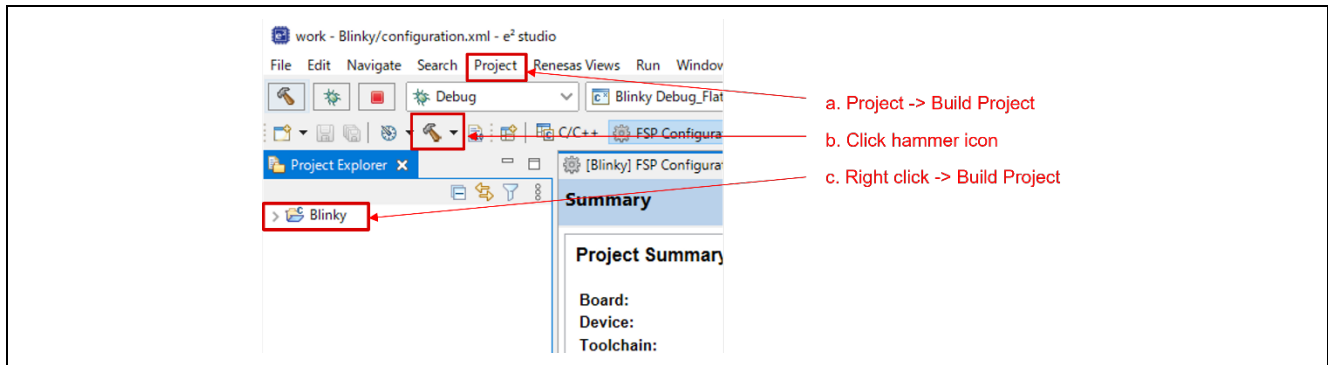 work - Blinky/configuration.xml - e² studio
File Edit Navigate Search Project Renesas Views Run Window
Debug
Blinky Debug_Flat
C/C++
FSP Configura
Project Explorer
[Blinky] FSP Configurat
Blinky
Summary
Project Summary
Board:
Device:
Toolchain:
a. Project -> Build Project
b. Click hammer icon
c. Right click -> Build Project